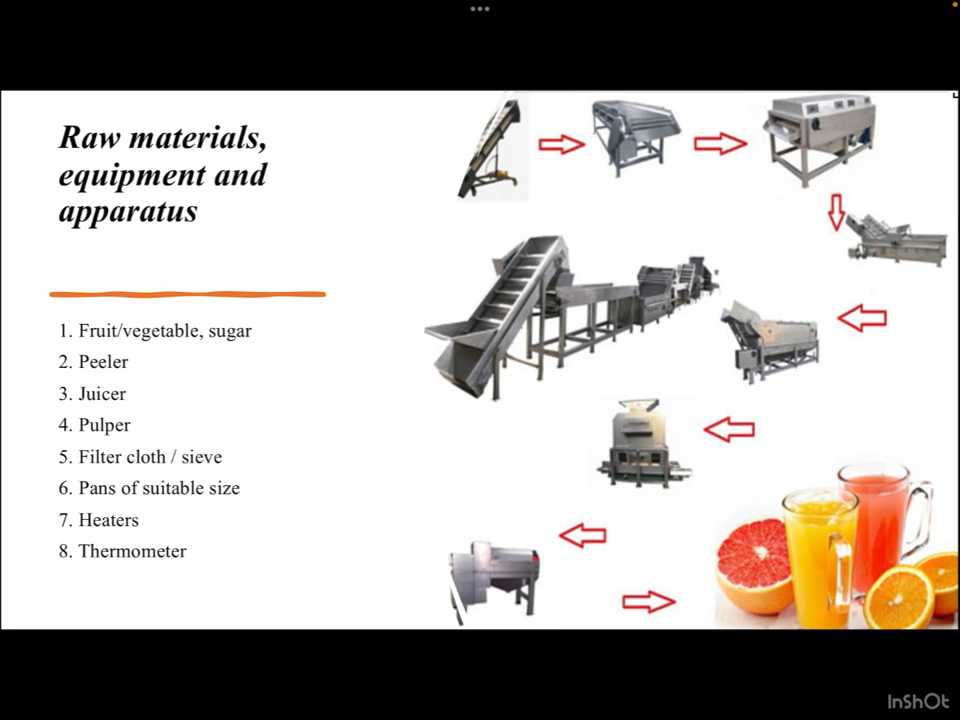 Raw materials,
equipment and
apparatus
1. Fruit/vegetable, sugar
2. Peeler
3. Juicer
4. Pulper
5. Filter cloth / sieve
6. Pans of suitable size
7. Heaters
8. Thermometer
InShOt